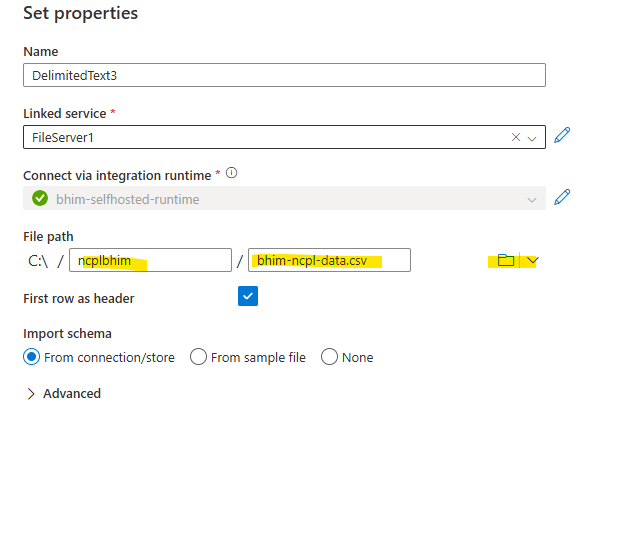 Set properties
Name
DelimitedText3
Linked service *
FileServer1
Connect via integration runtime *
bhim-selfhosted-runtime
File path
C:\ / ncplbhim / bhim-ncpl-data.csv
First row as header
Import schema
From connection/store From sample file None
Advanced